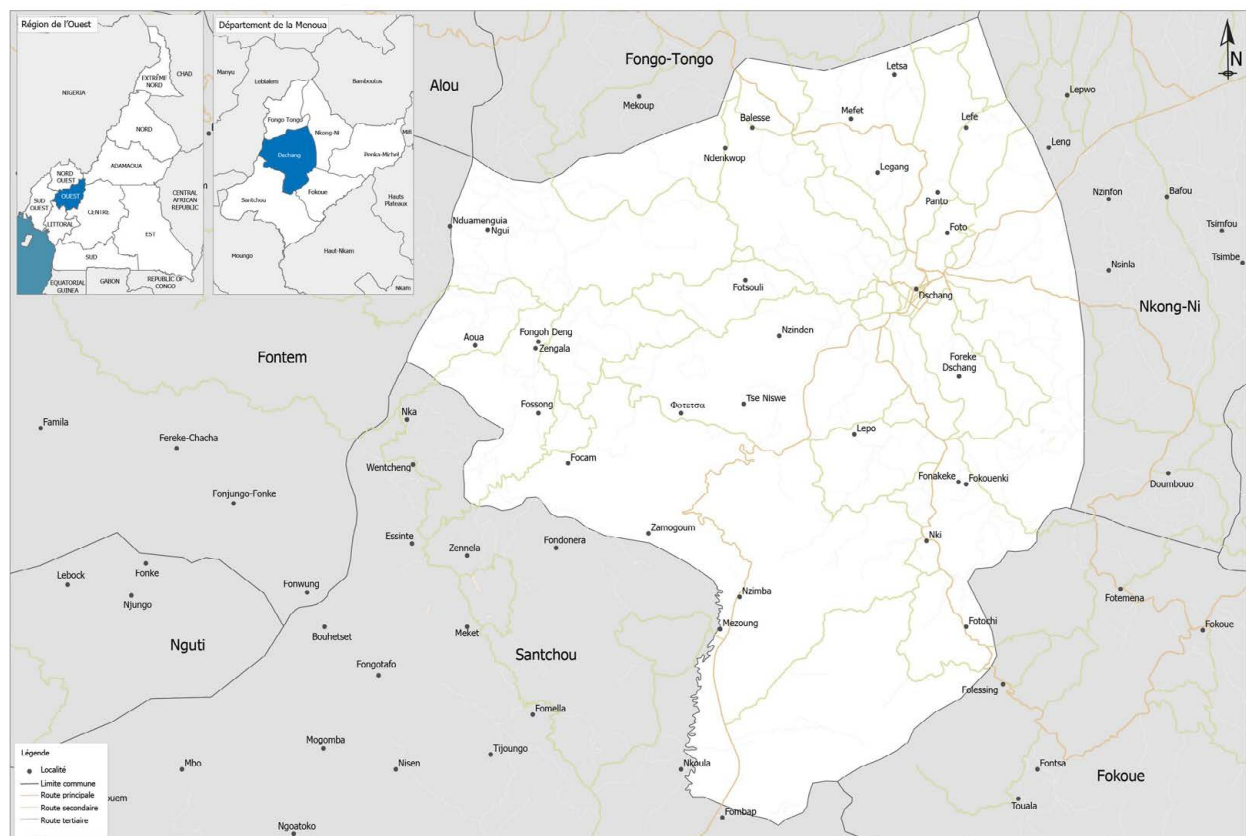 Région de l'Ouest
EXTRÊME
NORD
CHAD
NIGERIA
NORD
ADAMAOUA
NORD
OUEST
SUD
OUEST
OUEST
LITTORAL
CENTRE
CENTRAL
AFRICAN
REPUBLIC
EST
SUD
EQUATORIAL
GUINEA
GABON
REPUBLIC OF
CONGO
Département de la Menoua
Manyu
Lebialem
Bamboutos
Fongo Tongo
Nkong-Ni
Mifi
Dschang
Penka-Michel
Fokoue
Santchou
Hauts
Plateaux
Haut-Nkam
Moungo
Nkam
N
Fongo-Tongo
Alou
Mekoup
Letsa
Lepwo
Balesse
Mefet
Lefe
Leng
Ndenkwop
Legang
Nzinfon
Bafou
Panto
Nduamenguia
Ngui
Foto
Tsimfou
Nsinla
Tsimbe
Fotsouli
Dschang
Nkong-Ni
Aoua
Fongoh Deng
Zengala
Nzinden
Fontem
Foreke
Dschang
Nka
Fossong
Φοτετσα
Tse Niswe
Famila
Fereke-Chacha
Lepo
Wentcheng
Focam
Fonakeke
Fokouenki
Doumbouo
Fonjungo-Fonke
Zamogoum
Essinte
Zennela
Fondonera
Nki
Fonke
Lebock
Njungo
Fonwung
Nzimba
Fotemena
Bouhetset
Meket
Mezoung
Fotochi
Fokoue
Nguti
Santchou
Fongotafo
Folessing
Fomella
Mogomba
Tijoungo
Mbo
Nisen
Nkoula
Fontsa
Fokoue
Touala
Fombap
Ngoatoko
ouem
Légende
Localité
Limite commune
Route principale
Route secondaire
Route tertiaire